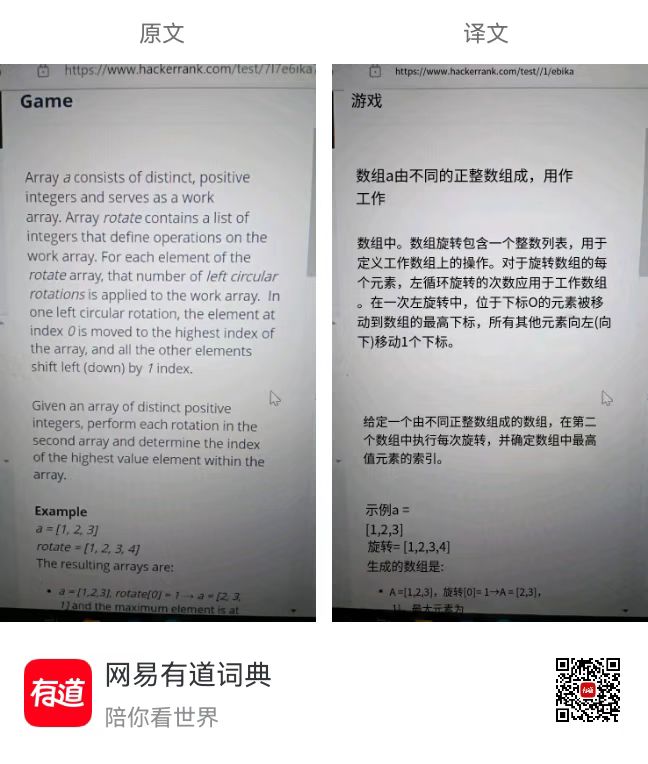 原文
译文
https://www.hackerrank.com/test/
Game
Array a consists of distinct, positive
integers and serves as a work
array. Array rotate contains a list of
integers that define operations on the
work array. For each element of the
rotate array, that number of left circular
rotations is applied to the work array. In
one left circular rotation, the element at
index 0 is moved to the highest index of
the array, and all the other elements
shift left (down) by 1 index.
Given an array of distinct positive
integers, perform each rotation in the
second array and determine the index
of the highest value element within the
array.
Example
a = [1, 2, 3]
rotate = [1, 2, 3, 4]
The resulting arrays are:
• a = [1,2,3], rotate[0] = 1 → a = [2, 3,
1] and the maximum element is at
https://www.hackerrank.com/test//1/ebika
游戏
数组a由不同的正整数组成，用作
工作
数组中。数组旋转包含一个整数列表，用于
定义工作数组上的操作。对于旋转数组的每
个元素，左循环旋转的次数应用于工作数组
。在一次左旋转中，位于下标O的元素被移
动到数组的最高下标，所有其他元素向左(向
下)移动1个下标。
给定一个由不同正整数组成的数组，在第二
个数组中执行每次旋转，并确定数组中最高
值元素的索引。
示例a =
[1,2,3]
旋转= [1,2,3,4]
生成的数组是:
• A =[1,2,3]，旋转[0]= 1→A = [2,3]，
1]，最大元素为
有道
网易有道词典
陪你看世界
有道